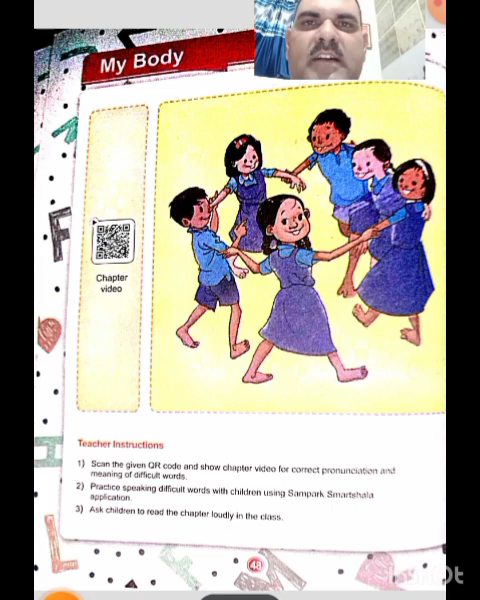 My Body
Chapter
video
Teacher Instructions
1) Scan the given QR code and show chapter video for correct pronunciation and
meaning of difficult words.
2) Practice speaking difficult words with children using Sampark Smartshala
application.
3) Ask children to read the chapter loudly in the class.
48